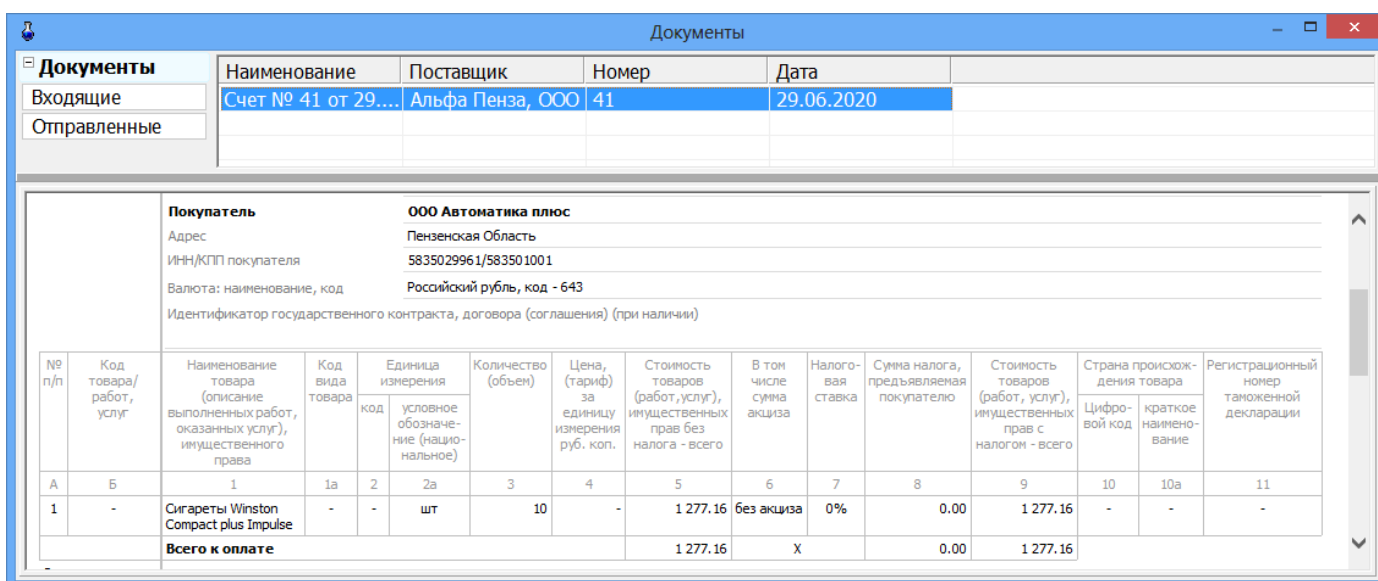 Документы
Документы
Входящие
Отправленные
Наименование Поставщик Номер Дата
Счет № 41 от 29.... Альфа Пенза, ООО 41 29.06.2020
Покупатель ООО Автоматика плюс
Адрес Пензенская Область
ИНН/КПП покупателя 5835029961/583501001
Валюта: наименование, код Российский рубль, код - 643
Идентификатор государственного контракта, договора (соглашения) (при наличии)
№ п/п
Код товара/ работ, услуг
Наименование товара (описание выполненных работ, оказанных услуг), имущественного права
Код вида товара
Единица измерения
код
условное обозначе- ние (нацио- нальное)
Количество (объем)
Цена, (тариф) за единицу измерения руб. коп.
Стоимость товаров (работ,услуг), имущественных прав без налога - всего
В том числе сумма акциза
Налого- вая ставка
Сумма налога, предъявляемая покупателю
Стоимость товаров (работ, услуг), имущественных прав с налогом - всего
Страна происхож- дения товара
Цифро- вой код
краткое наимено- вание
Регистрационный номер таможенной декларации
А Б 1 1а 2 2а 3 4 5 6 7 8 9 10 10а 11
1 - Сигареты Winston Compact plus Impulse - - шт 10 - 1 277.16 без акциза 0% 0.00 1 277.16 - - -
Всего к оплате 1 277.16 X 0.00 1 277.16